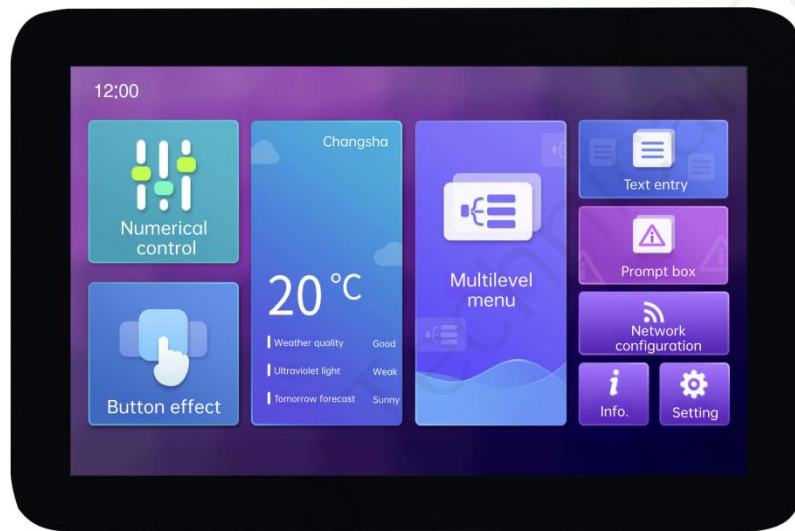 12:00
Numerical
control
Button effect
Changsha
20 °C
Weather quality Good
Ultraviolet light Weak
Tomorrow forecast Sunny
Multilevel
menu
Text entry
Prompt box
Network
configuration
Info.
Setting
Technical